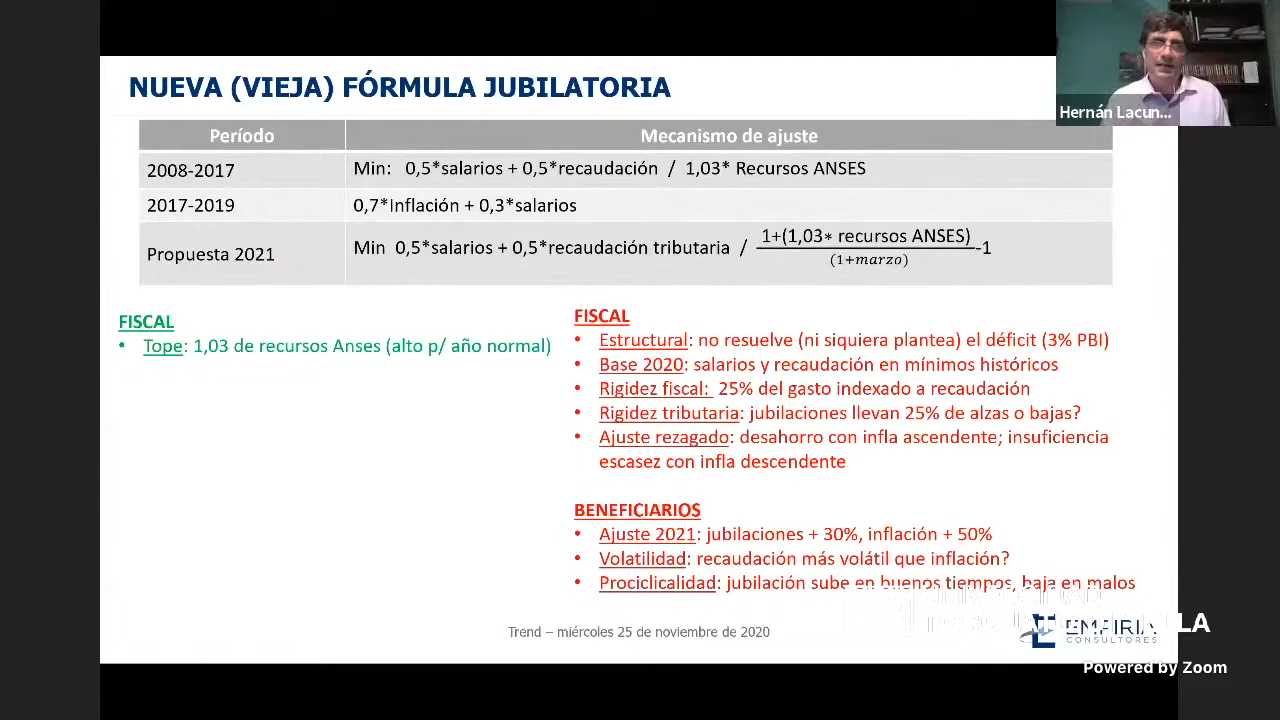 NUEVA (VIEJA) FÓRMULA JUBILATORIA
Hernán Lacun...
Período Mecanismo de ajuste
2008-2017 Min: 0,5*salarios + 0,5*recaudación / 1,03* Recursos ANSES
2017-2019 0,7*Inflación + 0,3*salarios
Propuesta 2021 Min 0,5*salarios + 0,5*recaudación tributaria / 1+(1,03* recursos ANSES)
(1+marzo)
-1
FISCAL
• Tope: 1,03 de recursos Anses (alto p/ año normal)
FISCAL
• Estructural: no resuelve (ni siquiera plantea) el déficit (3% PBI)
• Base 2020: salarios y recaudación en mínimos históricos
• Rigidez fiscal: 25% del gasto indexado a recaudación
• Rigidez tributaria: jubilaciones llevan 25% de alzas o bajas?
• Ajuste rezagado: desahorro con infla ascendente; insuficiencia
escasez con infla descendente
BENEFICIARIOS
• Ajuste 2021: jubilaciones + 30%, inflación + 50%
• Volatilidad: recaudación más volátil que inflación?
• Prociclicalidad: jubilación sube en buenos tiempos, baja en malos
Trend – miércoles 25 de noviembre de 2020
EMPIRIA
CONSULTORES
Powered by Zoom